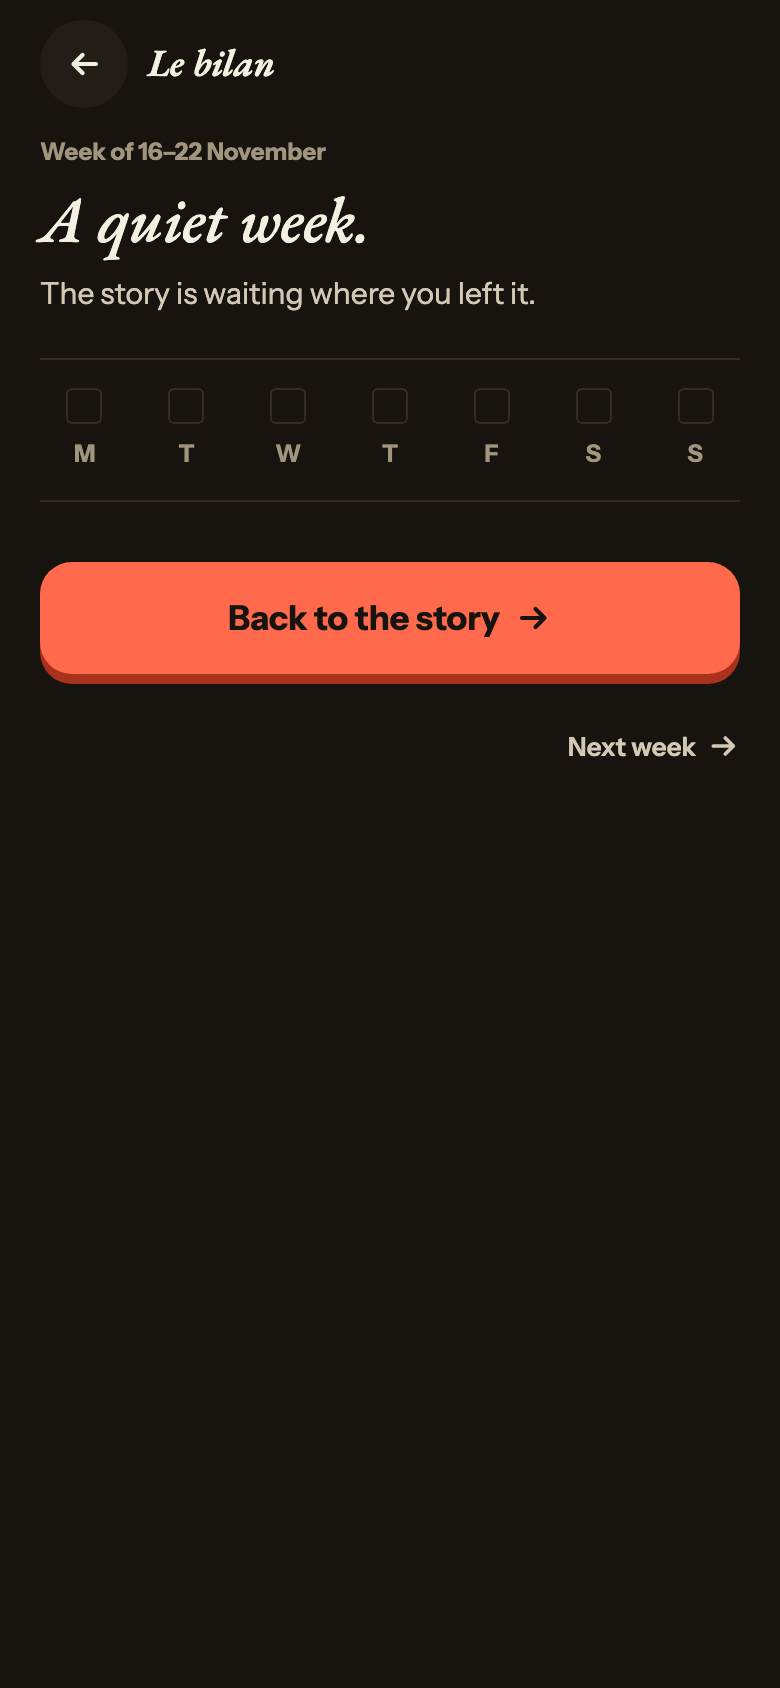 Le bilan
Week of 16–22 November
A quiet week.
The story is waiting where you left it.
M T W T F S S
Back to the story →
Next week →